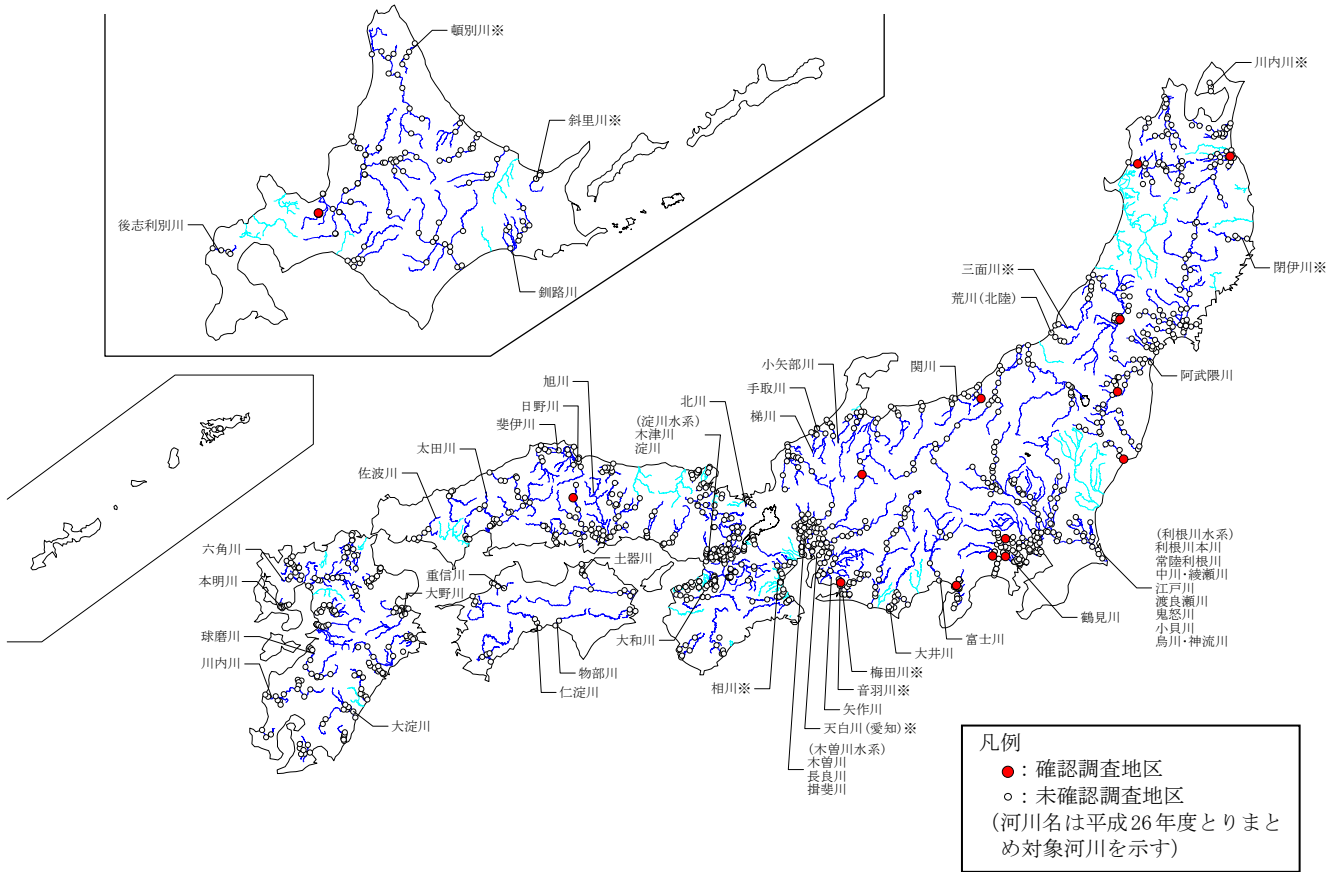 頓別川※
川内川※
斜里川※
後志利別川
釧路川
三面川※
閉伊川※
荒川(北陸)
小矢部川
関川
阿武隈川
手取川
梯川
旭川
日野川
斐伊川
太田川
佐波川
北川
(淀川水系)
木津川
淀川
六角川
本明川
球磨川
川内川
重信川
大野川
土器川
大和川
物部川
仁淀川
大淀川
相川※
(利根川水系)
利根川本川
常陸利根川
中川・綾瀬川
江戸川
渡良瀬川
鬼怒川
小貝川
烏川・神流川
鶴見川
富士川
大井川
梅田川※
音羽川※
矢作川
天白川(愛知)※
(木曽川水系)
木曽川
長良川
揖斐川
凡例
：確認調査地区
：未確認調査地区
(河川名は平成26年度とりまと
め対象河川を示す)